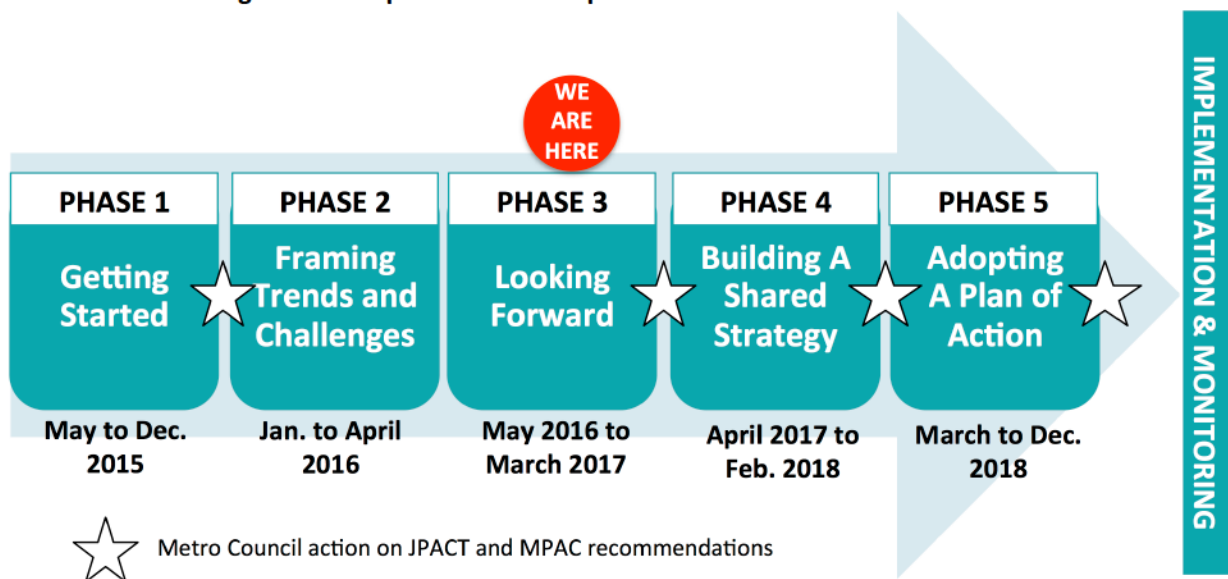 WE
ARE
HERE
PHASE 1
Getting
Started
May to Dec.
2015
PHASE 2
Framing
Trends and
Challenges
Jan. to April
2016
PHASE 3
Looking
Forward
May 2016 to
March 2017
PHASE 4
Building A
Shared
Strategy
April 2017 to
Feb. 2018
PHASE 5
Adopting
A Plan of
Action
March to Dec.
2018
IMPLEMENTATION & MONITORING
Metro Council action on JPACT and MPAC recommendations